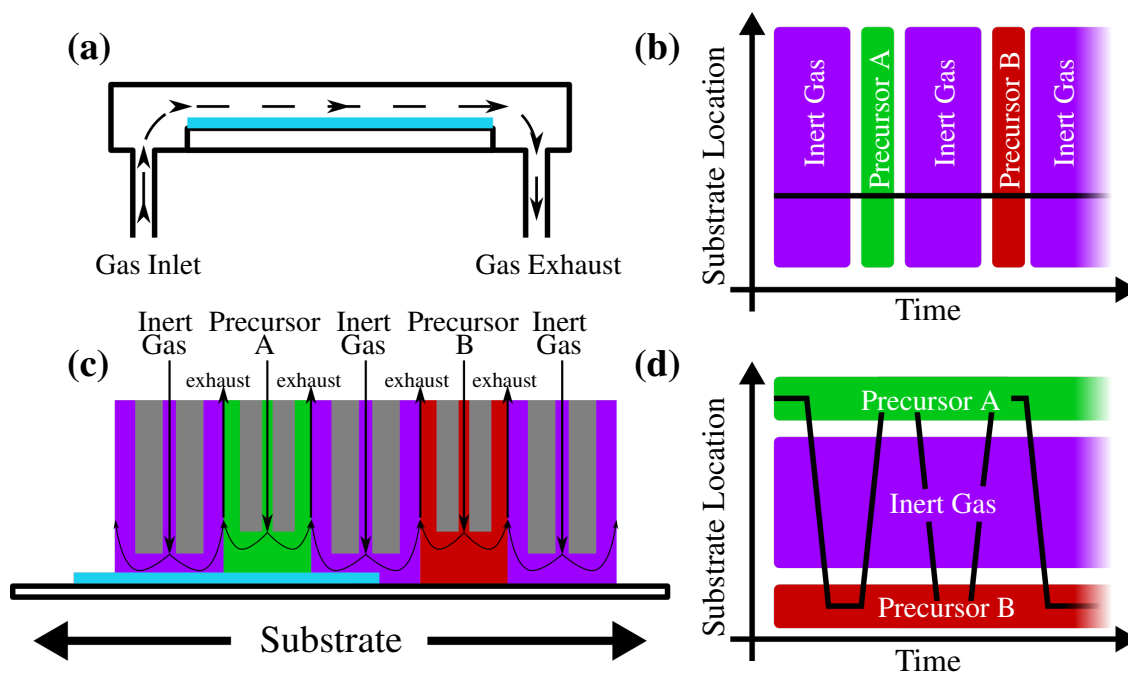 (a)
Gas Inlet
Gas Exhaust
(b)
Substrate Location
Inert Gas
Precursor A
Inert Gas
Precursor B
Inert Gas
Time
(c)
Inert
Gas
Precursor
A
Inert
Gas
Precursor
B
Inert
Gas
exhaust
exhaust
exhaust
exhaust
Substrate
(d)
Substrate Location
Precursor A
Inert Gas
Precursor B
Time